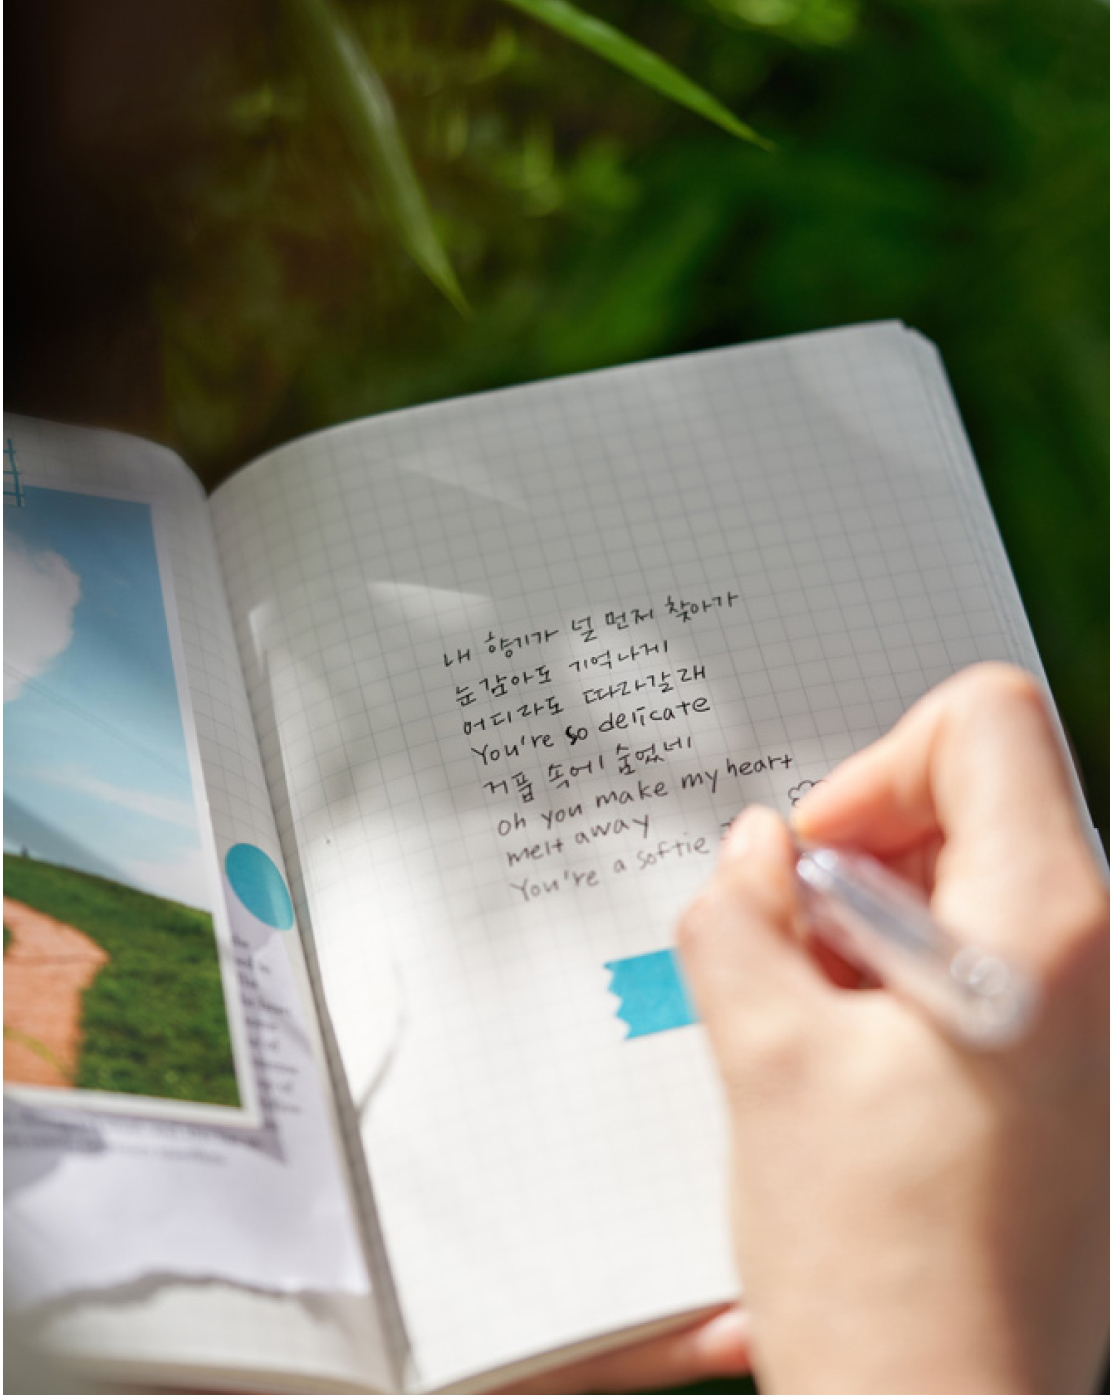 내 향기가 널 먼저 찾아가
눈감아도 기억나게
어디라도 따라갈래
You're so delicate
거품 속에 숨었네
oh you make my heart
melt away
You're a softie